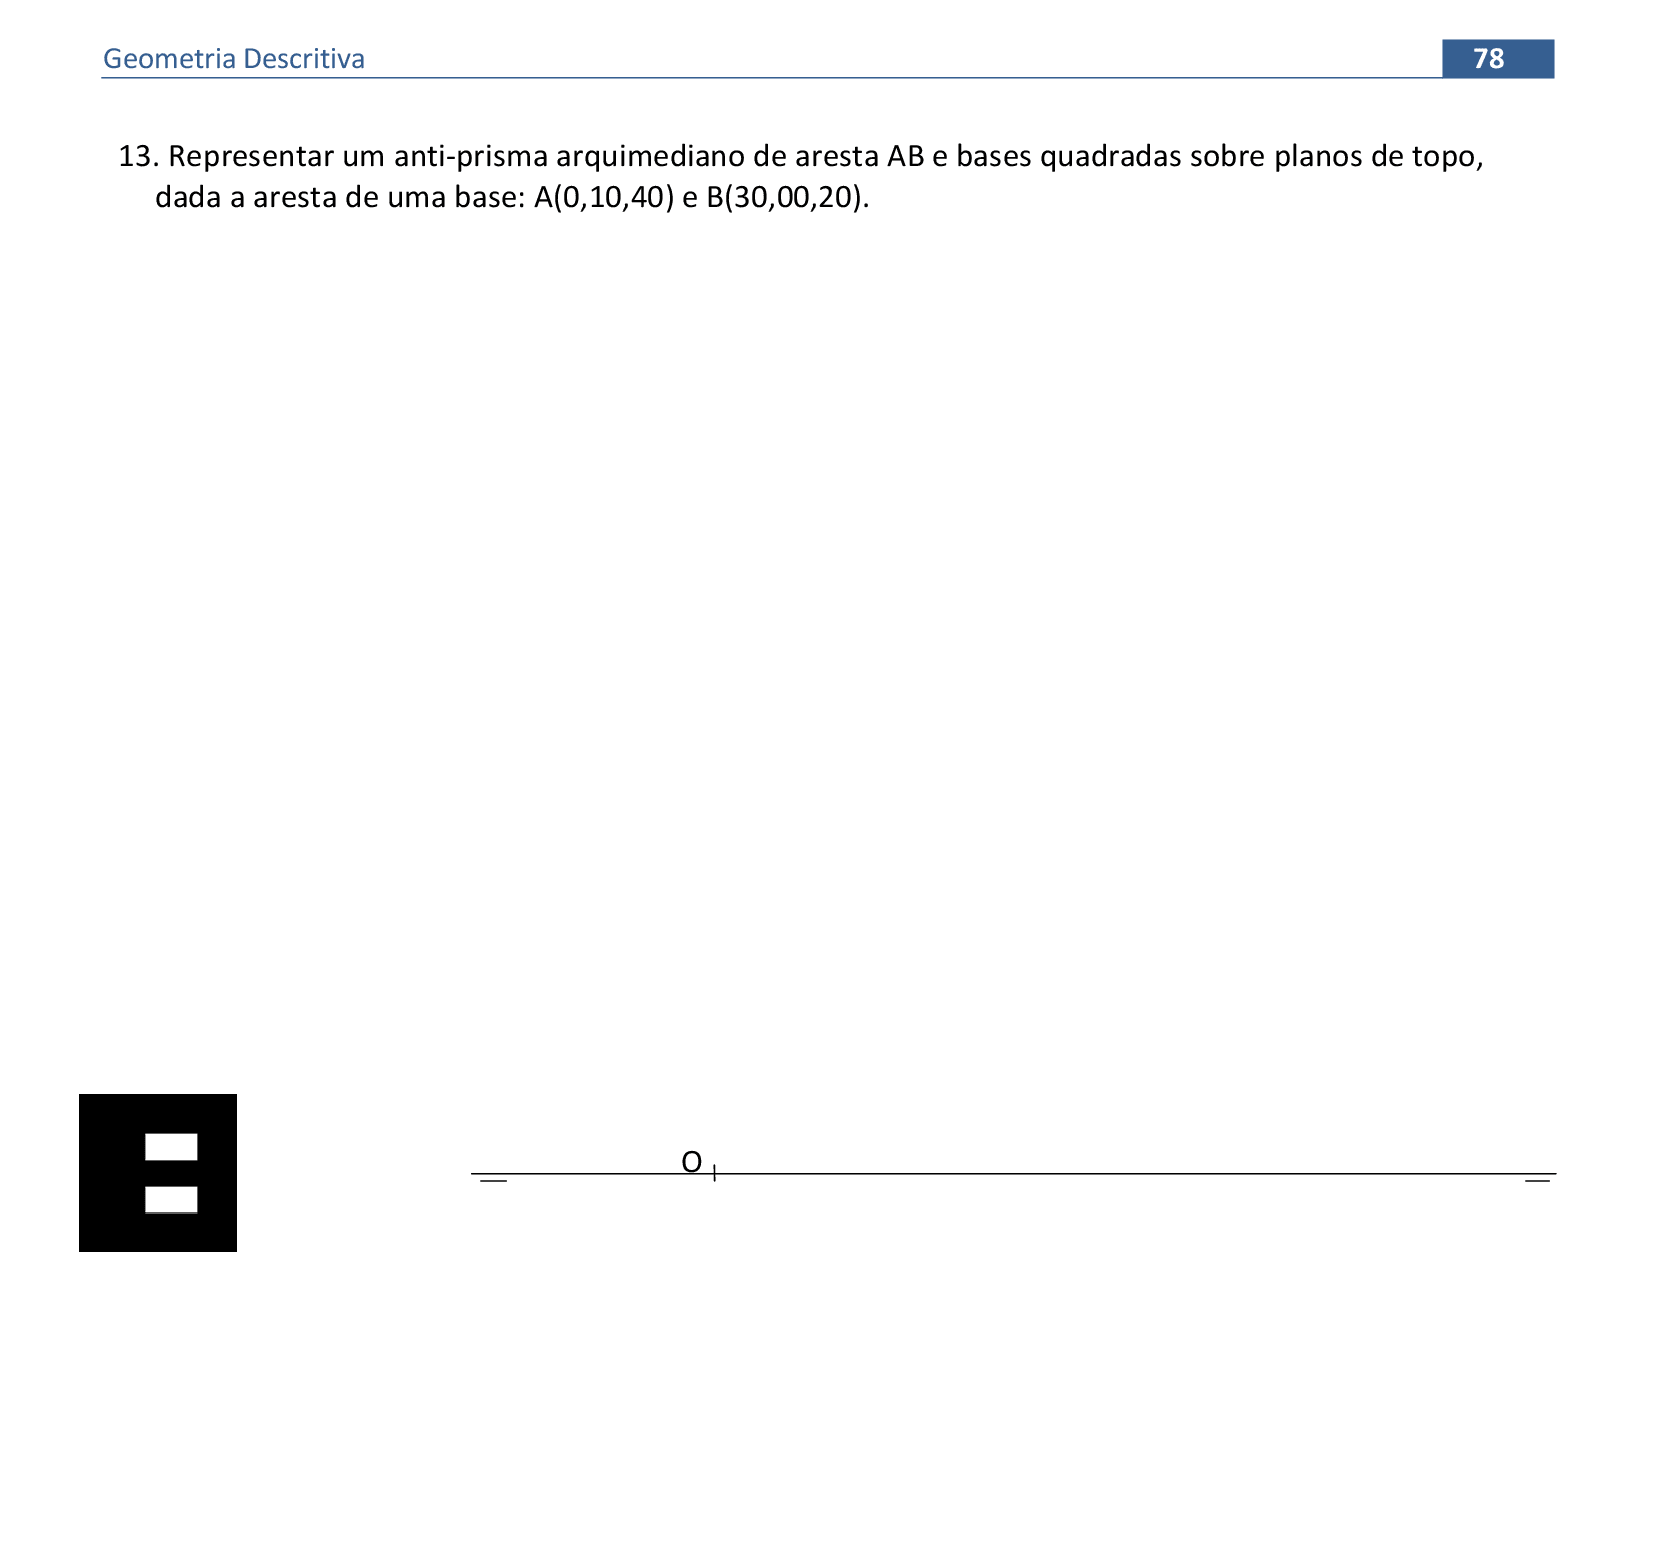 Geometria Descritiva
78
13. Representar um anti-prisma arquimediano de aresta AB e bases quadradas sobre planos de topo,
dada a aresta de uma base: A(0,10,40) e B(30,00,20).
O